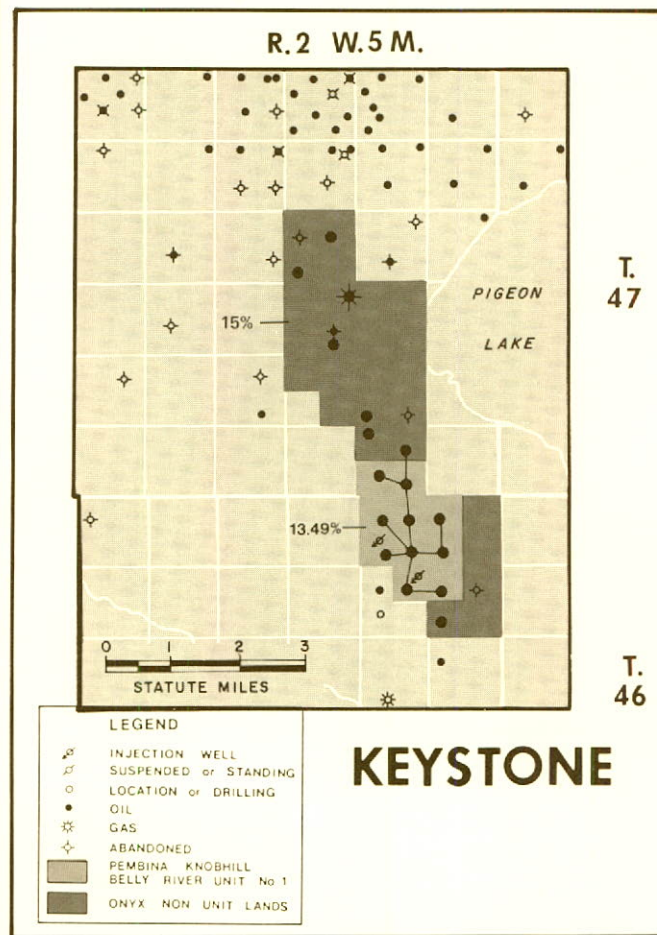 R.2 W.5 M.
T.
47
PIGEON
LAKE
15%
13.49%
0 1 2 3
STATUTE MILES
T.
46
LEGEND
INJECTION WELL
SUSPENDED or STANDING
LOCATION or DRILLING
OIL
GAS
ABANDONED
PEMBINA KNOBHILL
BELLY RIVER UNIT No 1
ONYX NON UNIT LANDS
KEYSTONE